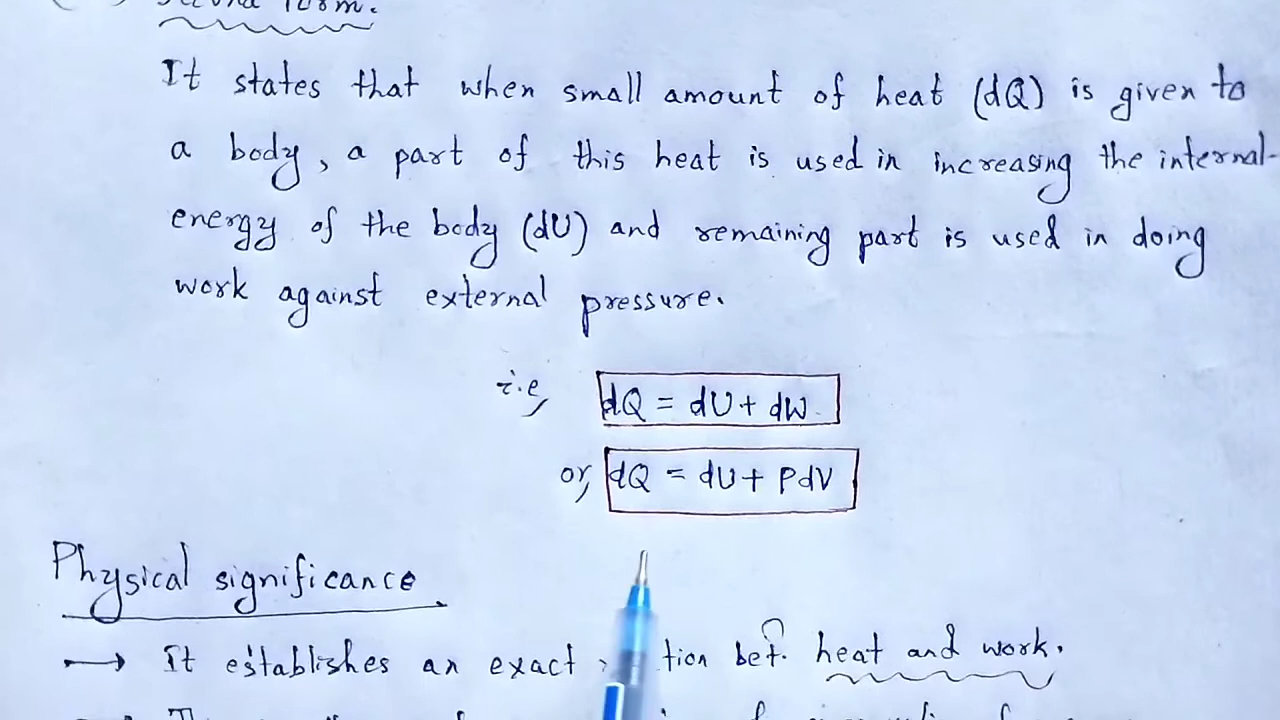 form.
It states that when small amount of heat (dQ) is given to
a body, a part of this heat is used in increasing the internal-
energy of the body (dU) and remaining part is used in doing
work against external pressure.
i.e, dQ = dU + dW.
or, dQ = dU + PdV
Physical significance
→ It establishes an exact tion bet. heat and work.